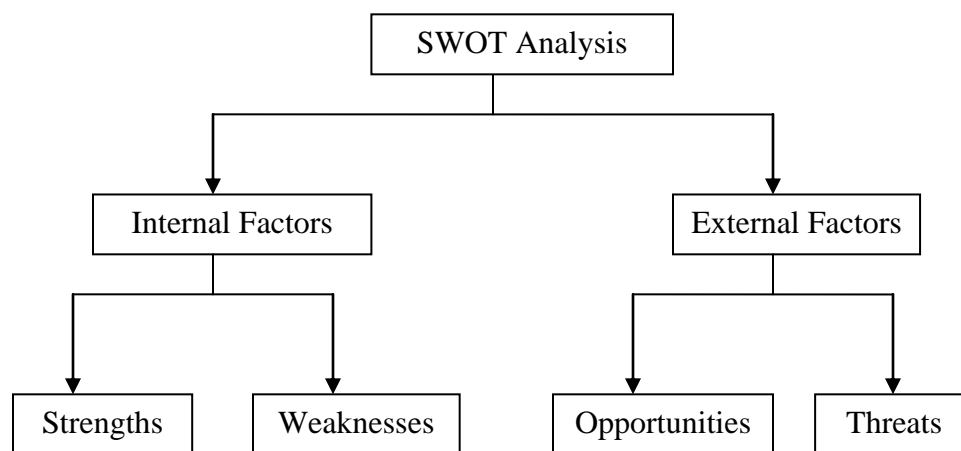 SWOT Analysis
Internal Factors
External Factors
Strengths
Weaknesses
Opportunities
Threats